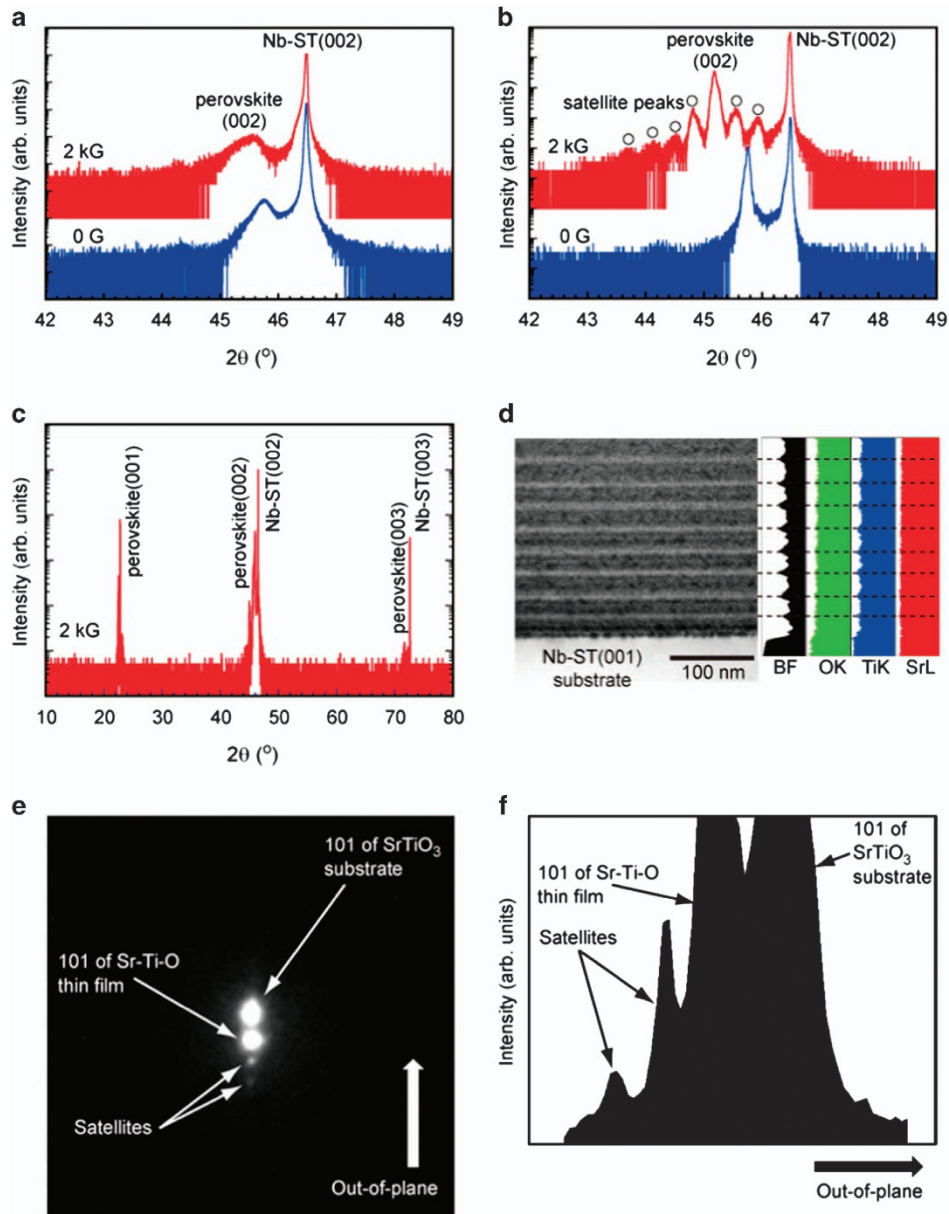 a
Nb-ST(002)
perovskite
(002)
2 kG
0 G
Intensity (arb. units)
42 43 44 45 46 47 48 49
2θ (°)
b
perovskite
(002)
Nb-ST(002)
satellite peaks
2 kG
0 G
Intensity (arb. units)
42 43 44 45 46 47 48 49
2θ (°)
c
perovskite(001)
perovskite(002)
Nb-ST(002)
perovskite(003)
Nb-ST(003)
2 kG
Intensity (arb. units)
10 20 30 40 50 60 70 80
2θ (°)
d
Nb-ST(001)
substrate
100 nm
BF OK TiK SrL
e
101 of SrTiO₃
substrate
101 of Sr-Ti-O
thin film
Satellites
Out-of-plane
f
101 of
SrTiO₃
substrate
101 of Sr-Ti-O
thin film
Satellites
Intensity (arb. units)
Out-of-plane